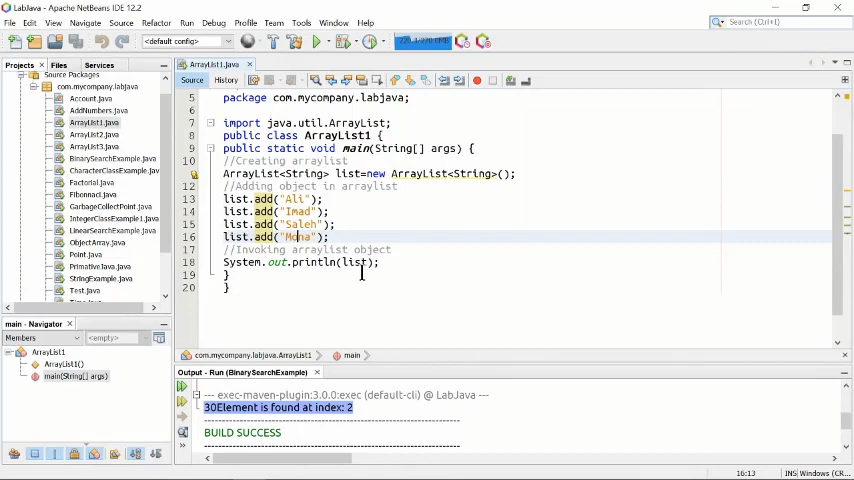 LabJava - Apache NetBeans IDE 12.2
File Edit View Navigate Source Refactor Run Debug Profile Team Tools Window Help
Search (Ctrl+I)
<default config>
Projects Files Services
ArrayList1.java
Source Packages
com.mycompany.labjava
Account.java
AddNumbers.java
ArrayList1.java
ArrayList2.java
ArrayList3.java
BinarySearchExample.java
CharacterClassExample.java
Factorial.java
Fibonnaci.java
GarbageCollectPoint.java
IntegerClassExample1.java
LinearSearchExample.java
ObjectArray.java
Point.java
PrimativeJava.java
StringExample.java
Test.java
Source History
5 package com.mycompany.labjava;
6
7 import java.util.ArrayList;
8 public class ArrayList1 {
9 public static void main(String[] args) {
10 //Creating arraylist
11 ArrayList<String> list=new ArrayList<String>();
12 //Adding object in arraylist
13 list.add("Ali");
14 list.add("Imad");
15 list.add("Saleh");
16 list.add("Mona");
17 //Invoking arraylist object
18 System.out.println(list);
19 }
20 }
main - Navigator
Members <empty>
ArrayList1
ArrayList1()
main(String[] args)
com.mycompany.labjava.ArrayList1 main
Output - Run (BinarySearchExample)
--- exec-maven-plugin:3.0.0:exec (default-cli) @ LabJava ---
30Element is found at index: 2
------------------------------------------------------------------------
BUILD SUCCESS
------------------------------------------------------------------------
16:13 INS Windows (CR